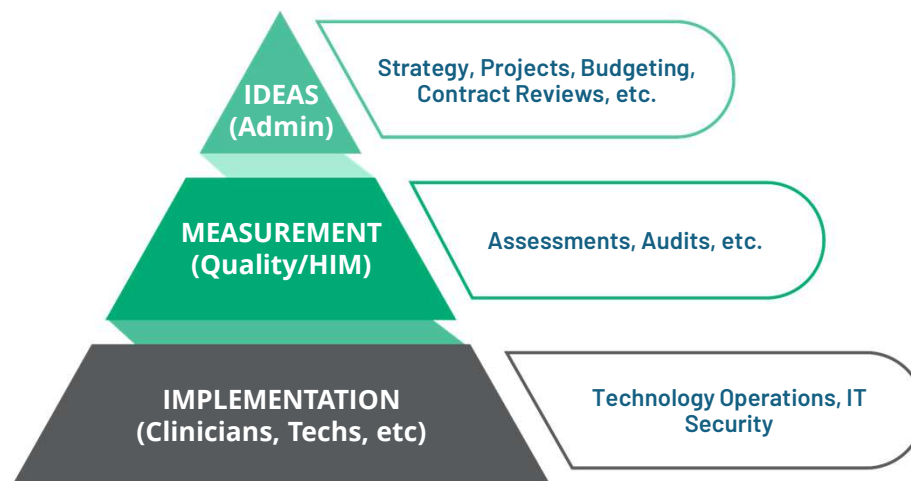 IDEAS
(Admin)
Strategy, Projects, Budgeting,
Contract Reviews, etc.
MEASUREMENT
(Quality/HIM)
Assessments, Audits, etc.
IMPLEMENTATION
(Clinicians, Techs, etc)
Technology Operations, IT
Security